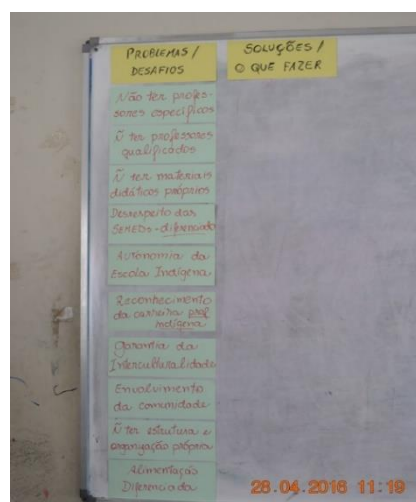 PROBLEMAS /
DESAFIOS
SOLUÇÕES /
O QUE FAZER
Não ter profes-
sores específicos
Ñ ter professores
qualificados
Ñ ter materiais
didáticos próprios
Desrespeito das
SEMEDs - diferenciado
Autonomia da
Escola Indígena
Reconhecimento
da carreira prof
indígena
Garantia da
Interculturalidade
Envolvimento
da comunidade
Ñ ter estrutura e
organização própria
Alimentação
Diferenciada
28.04.2016 11:19